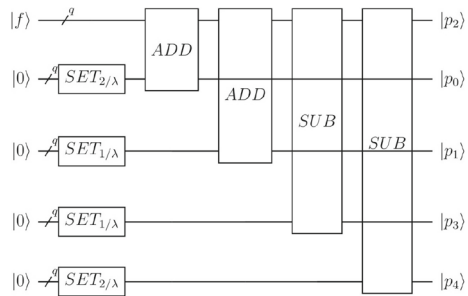 |f⟩ q ADD |p₂⟩
|0⟩ q SET₂/λ |p₀⟩
ADD
|0⟩ q SET₁/λ SUB SUB |p₁⟩
|0⟩ q SET₁/λ |p₃⟩
|0⟩ q SET₂/λ |p₄⟩